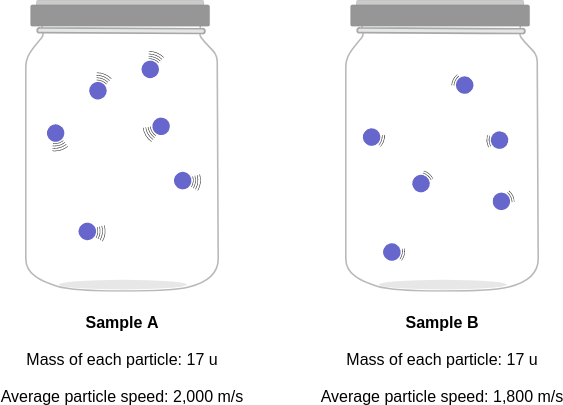 Sample A
Mass of each particle: 17 u
Average particle speed: 2,000 m/s
Sample B
Mass of each particle: 17 u
Average particle speed: 1,800 m/s